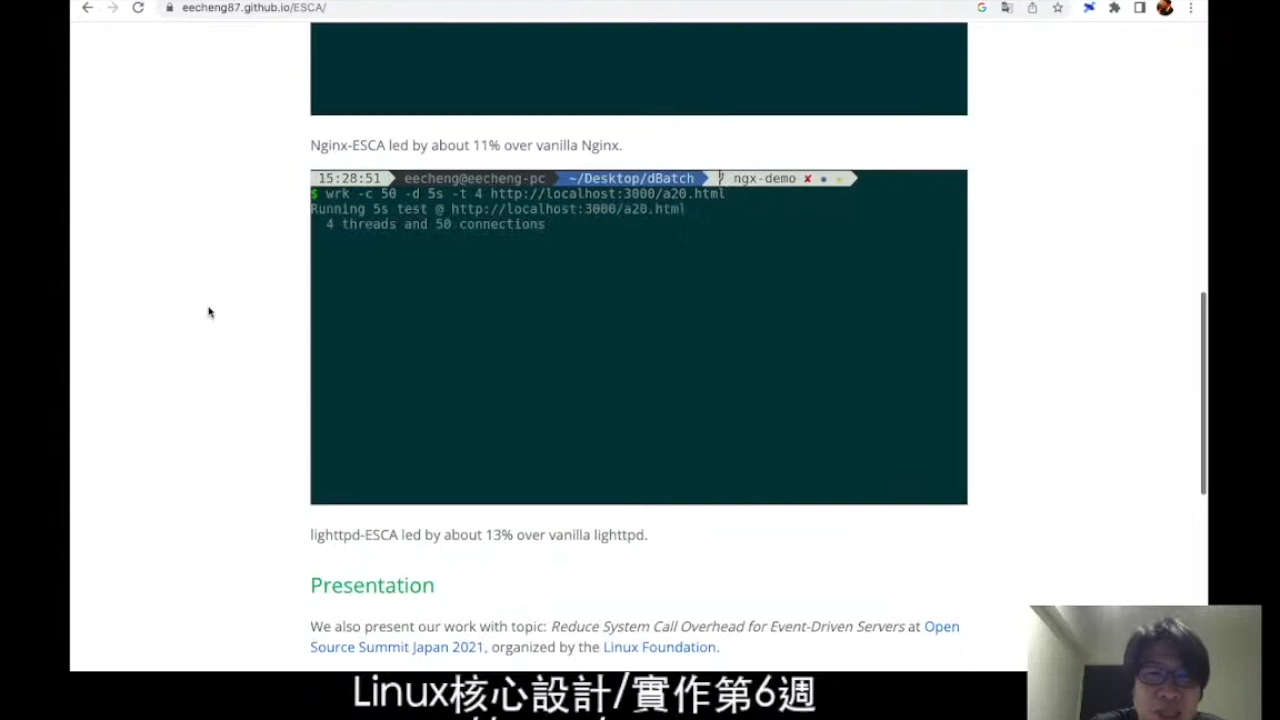 eecheng87.github.io/ESCA/
Nginx-ESCA led by about 11% over vanilla Nginx.
15:28:51 eecheng@eecheng-pc ~/Desktop/dBatch ngx-demo ✘
$ wrk -c 50 -d 5s -t 4 http://localhost:3000/a20.html
Running 5s test @ http://localhost:3000/a20.html
4 threads and 50 connections
lighttpd-ESCA led by about 13% over vanilla lighttpd.
Presentation
We also present our work with topic: Reduce System Call Overhead for Event-Driven Servers at Open
Source Summit Japan 2021, organized by the Linux Foundation.
Linux核心設計/實作第6週